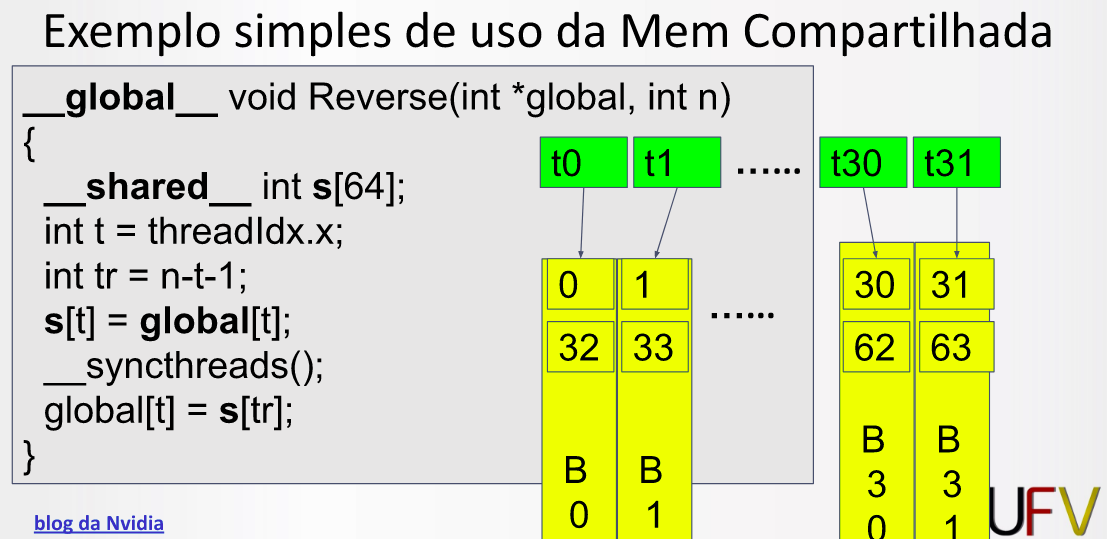 Exemplo simples de uso da Mem Compartilhada
__global__ void Reverse(int *global, int n)
{
__shared__ int s[64];
int t = threadIdx.x;
int tr = n-t-1;
s[t] = global[t];
__syncthreads();
global[t] = s[tr];
}
t0 t1 ...... t30 t31
0 1 ...... 30 31
32 33 62 63
B B B B
0 1 3 3
0 1
blog da Nvidia
UFV